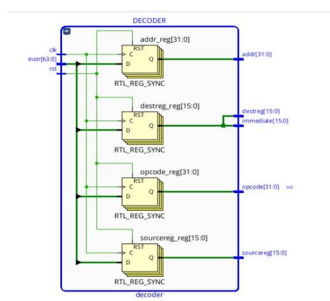 DECODER
clk
instr[63:0]
rst
addr_reg[31:0]
RST
C
D
Q
RTL_REG_SYNC
addr[31:0]
destreg_reg[15:0]
RST
C
D
Q
RTL_REG_SYNC
destreg[15:0]
immediate[15:0]
opcode_reg[31:0]
RST
C
D
Q
RTL_REG_SYNC
opcode[31:0]
sourcereg_reg[15:0]
RST
C
D
Q
RTL_REG_SYNC
sourcereg[15:0]
decoder